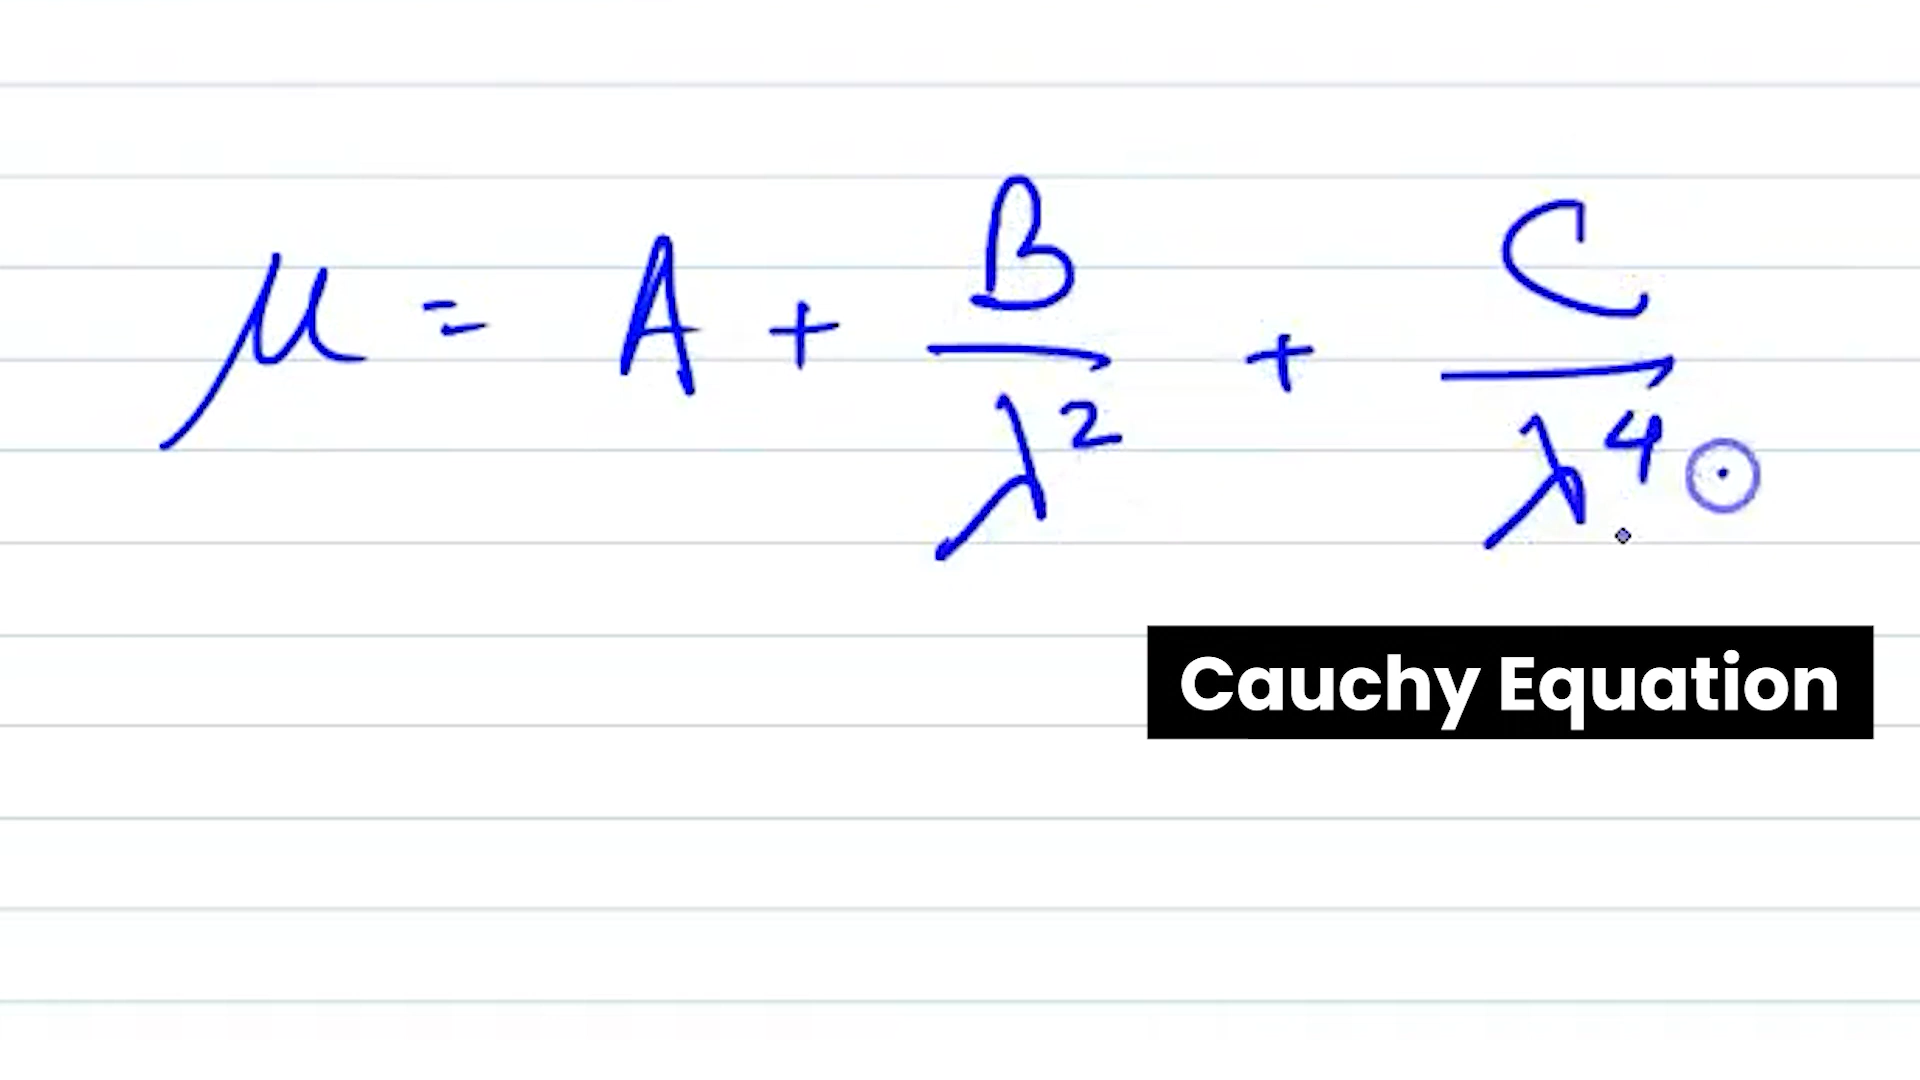 μ = A + B/λ² + C/λ⁴
Cauchy Equation